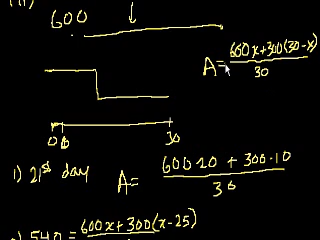 600
A = 600x+300(30-x)
30
0 30
1) 21st day A = 600 20 + 300·10
30
540 = 600x+300(x-25)